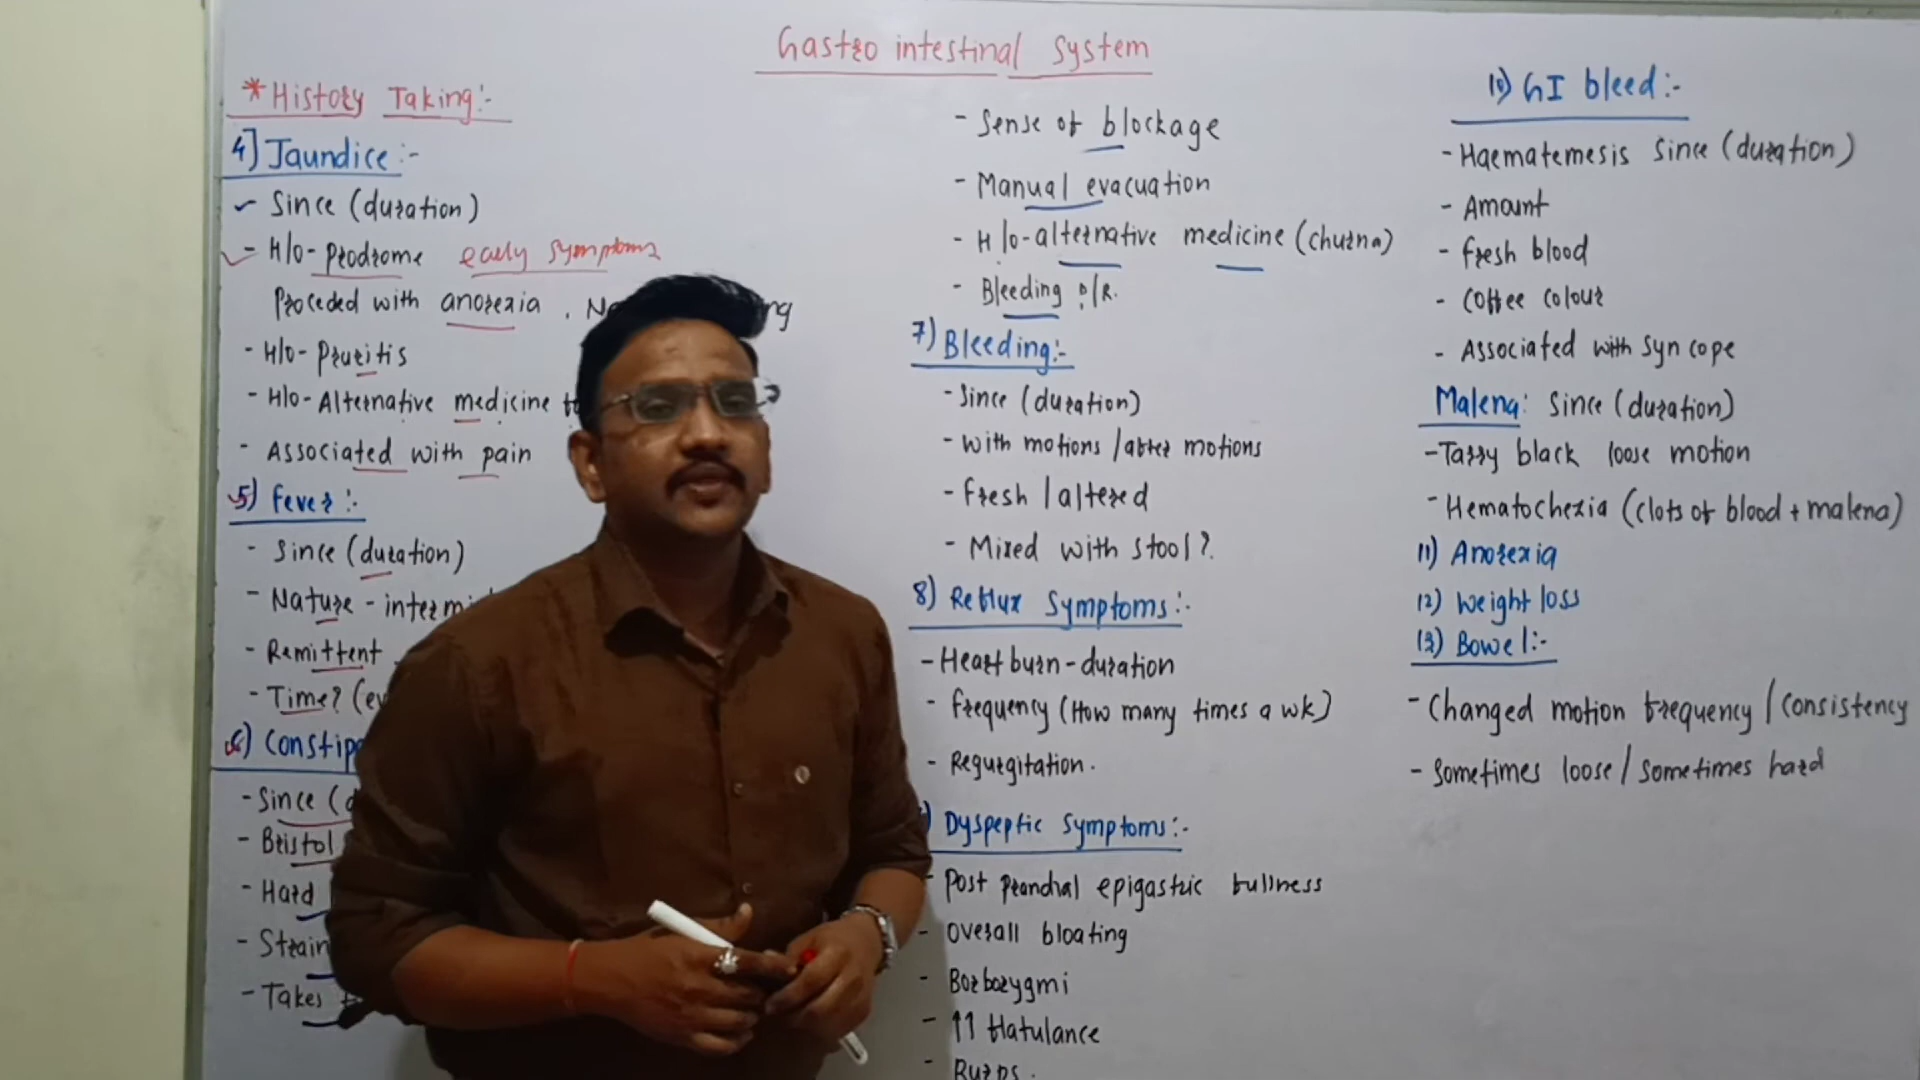 Gastro intestinal System
* History Taking:-
4] Jaundice:-
- Since (duration)
- H/o- Prodrome early symptoms
Proceded with anorexia,
- H/o- Pruritis
- H/o- Alternative medicine
- Associated with pain
5) Fever:-
- Since (duration)
- Nature - interm
- Remittent
- Time? (ev
6) Constip
- Since (d
- Bristol
- Hard
- Strain
- Takes
- Sense of blockage
- Manual evacuation
- H/o- alternative medicine (churna)
- Bleeding P/R.
7) Bleeding:-
- Since (duration)
- With motions / after motions
- Fresh / altered
- Mixed with stool?
8) Reflux Symptoms:-
- Heart burn - duration
- Frequency (How many times a wk)
- Regurgitation.
) Dyspeptic Symptoms:-
- Post prandial epigastric fullness
- Overall bloating
- Borborygmi
- ↑↑ flatulance
- Burps.
10) GI bleed:-
- Haematemesis Since (duration)
- Amount
- Fresh blood
- Coffee colour
- Associated with Syncope
Malena: Since (duration)
- Tarry black loose motion
- Hematochezia (clots of blood + malena)
11) Anorexia
12) Weight loss
13) Bowel:-
- Changed motion frequency / consistency
- Sometimes loose / sometimes hard